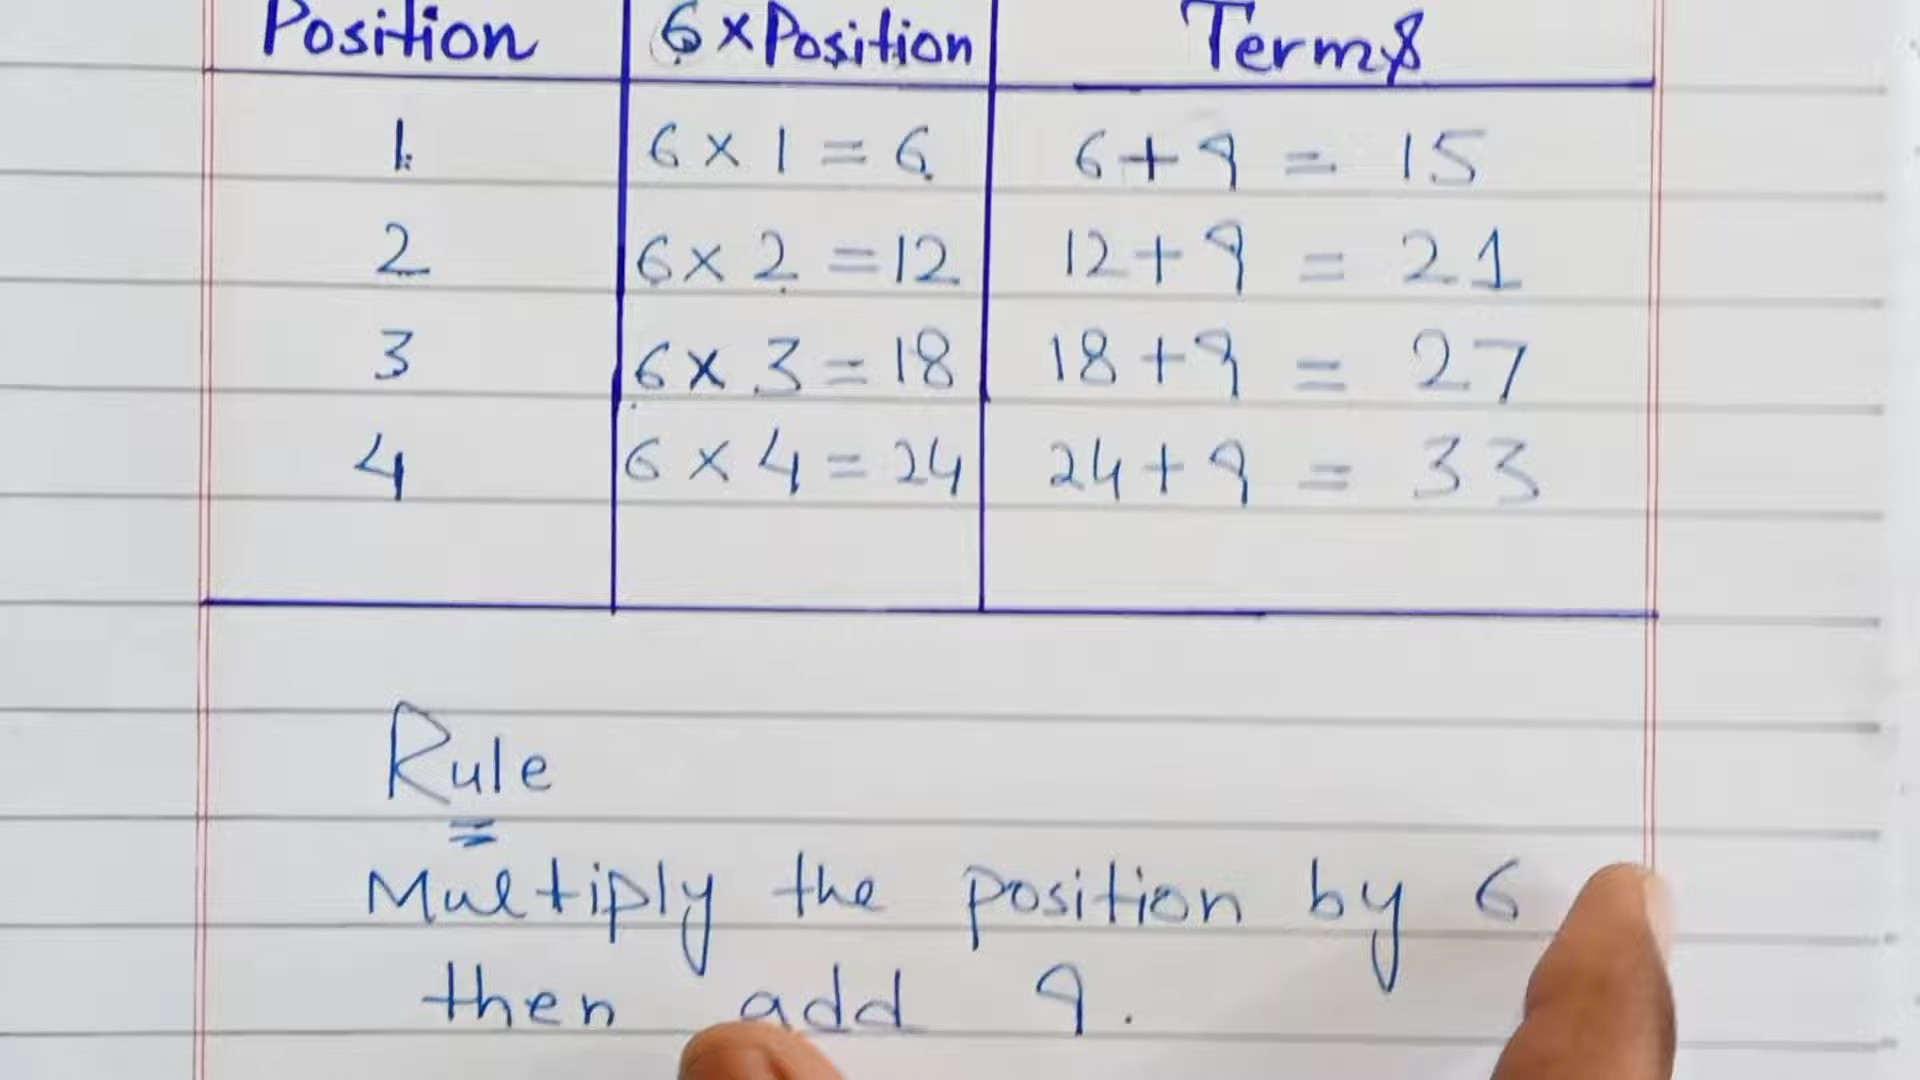 Position 6 x Position Terms
1 6 x 1 = 6 6 + 9 = 15
2 6 x 2 = 12 12 + 9 = 21
3 6 x 3 = 18 18 + 9 = 27
4 6 x 4 = 24 24 + 9 = 33
Rule
Multiply the position by 6
then add 9.